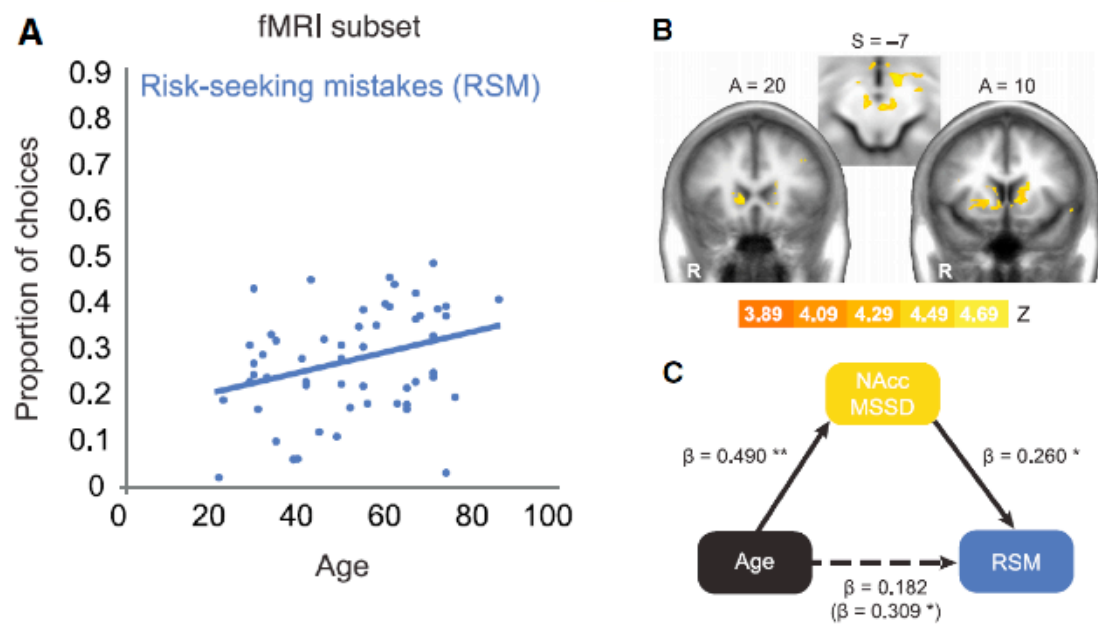 A
fMRI subset
Risk-seeking mistakes (RSM)
Proportion of choices
0.9
0.8
0.7
0.6
0.5
0.4
0.3
0.2
0.1
0
0 20 40 60 80 100
Age
B
S = –7
A = 20
A = 10
R
R
3.89 4.09 4.29 4.49 4.69 Z
C
NAcc
MSSD
β = 0.490 **
β = 0.260 *
Age
RSM
β = 0.182
(β = 0.309 *)